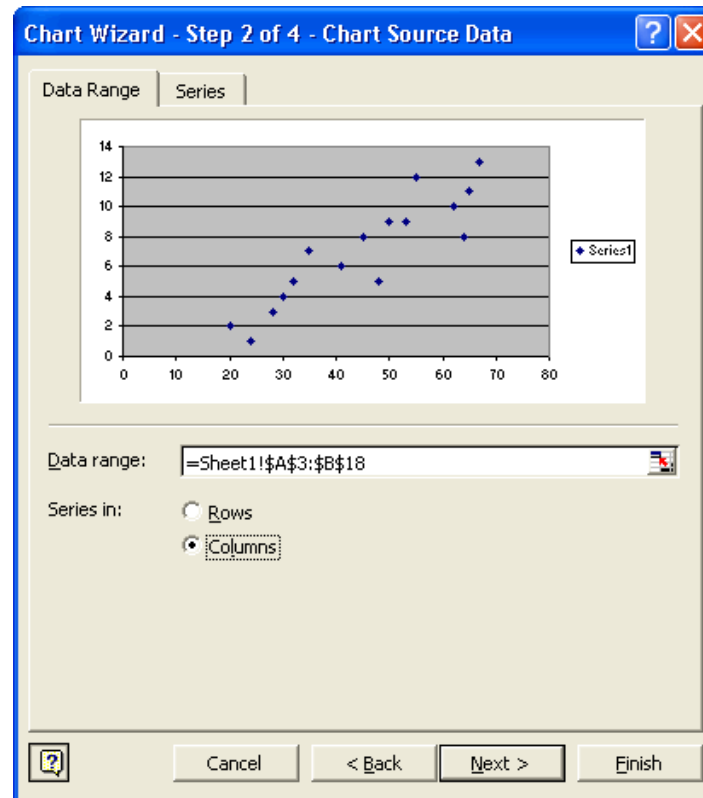 Chart Wizard - Step 2 of 4 - Chart Source Data
Data Range Series
14
12
10
8
6
4
2
0
0 10 20 30 40 50 60 70 80
Series1
Data range: =Sheet1!$A$3:$B$18
Series in: Rows
Columns
Cancel < Back Next > Finish